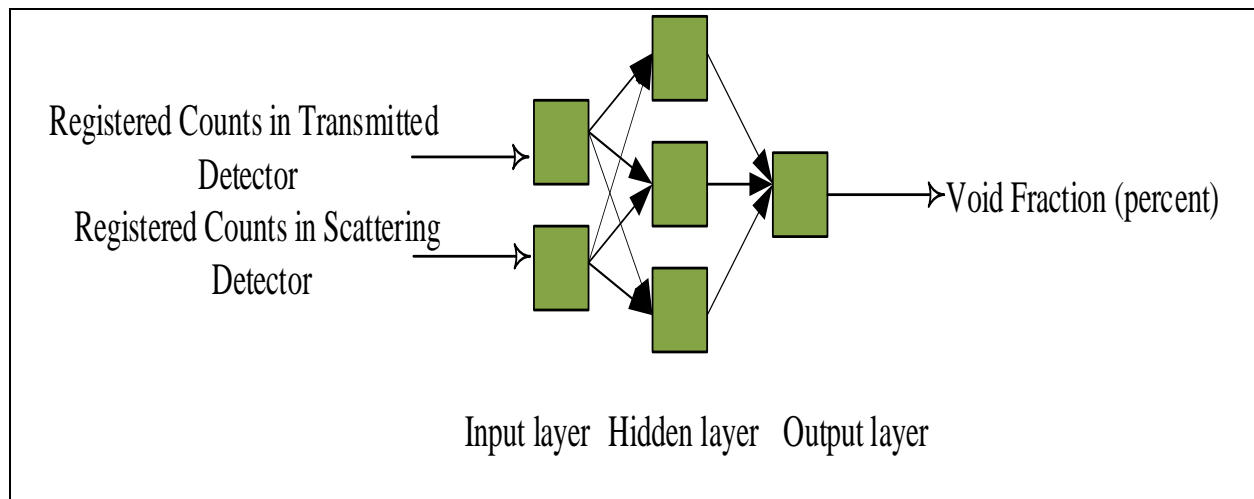 Registered Counts in Transmitted
Detector
Registered Counts in Scattering
Detector
Void Fraction (percent)
Input layer Hidden layer Output layer